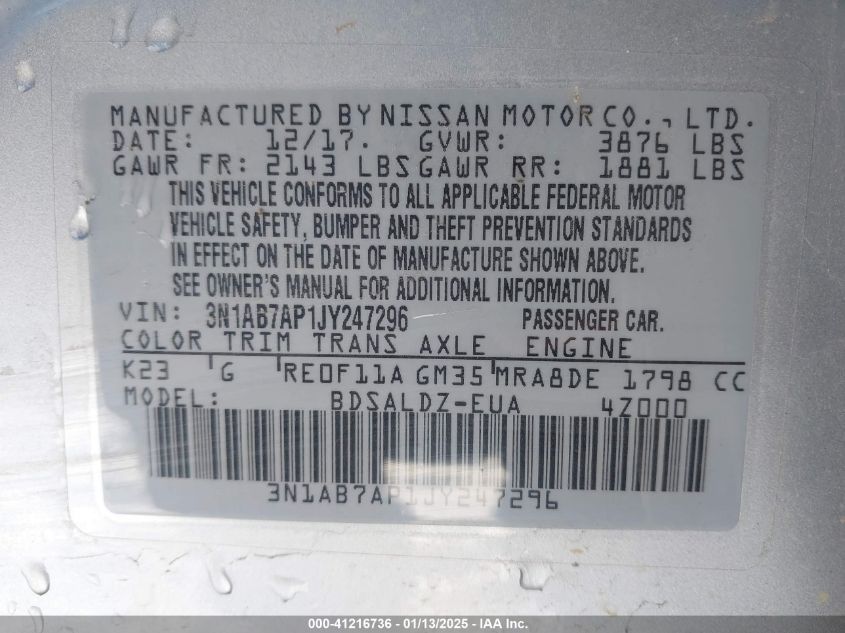 MANUFACTURED BY NISSAN MOTOR CO., LTD.
DATE: 12/17. GVWR: 3876 LBS
GAWR FR: 2143 LBS GAWR RR: 1881 LBS
THIS VEHICLE CONFORMS TO ALL APPLICABLE FEDERAL MOTOR
VEHICLE SAFETY, BUMPER AND THEFT PREVENTION STANDARDS
IN EFFECT ON THE DATE OF MANUFACTURE SHOWN ABOVE.
SEE OWNER'S MANUAL FOR ADDITIONAL INFORMATION.
VIN: 3N1AB7AP1JY247296 PASSENGER CAR.
COLOR TRIM TRANS AXLE ENGINE
K23 'G 'RE0F11A GM35 'MRA8DE 1798 CC
MODEL: BDSALDZ-EUA 4Z000
3N1AB7AP1JY247296
000-41216736 - 01/13/2025 - IAA Inc.